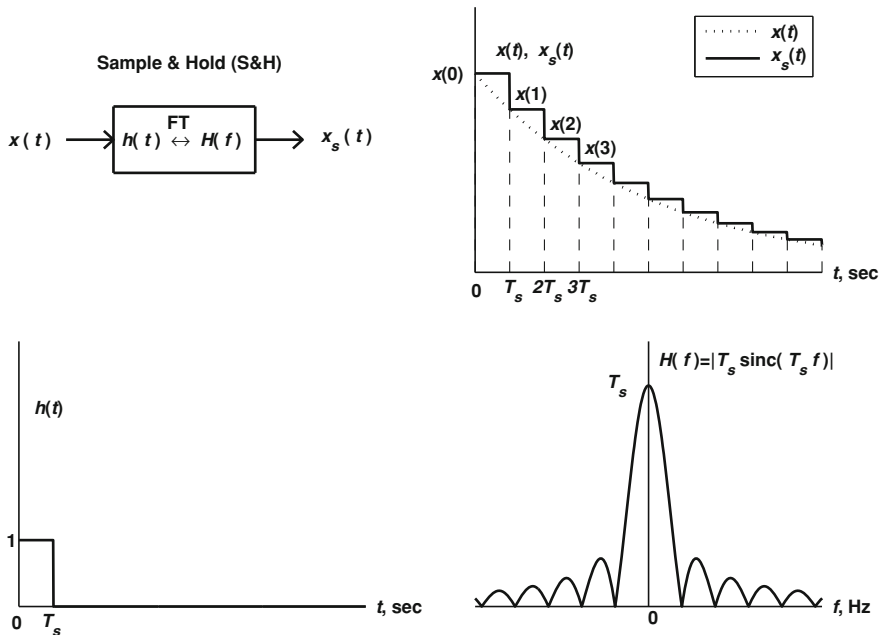 Sample & Hold (S&H)
x(t)
FT
h(t) ↔ H(f)
x_s(t)
x(t), x_s(t)
x(t)
x_s(t)
x(0)
x(1)
x(2)
x(3)
t, sec
0
T_s 2T_s 3T_s
h(t)
1
0
T_s
t, sec
H(f)=|T_s sinc(T_s f)|
T_s
0
f, Hz